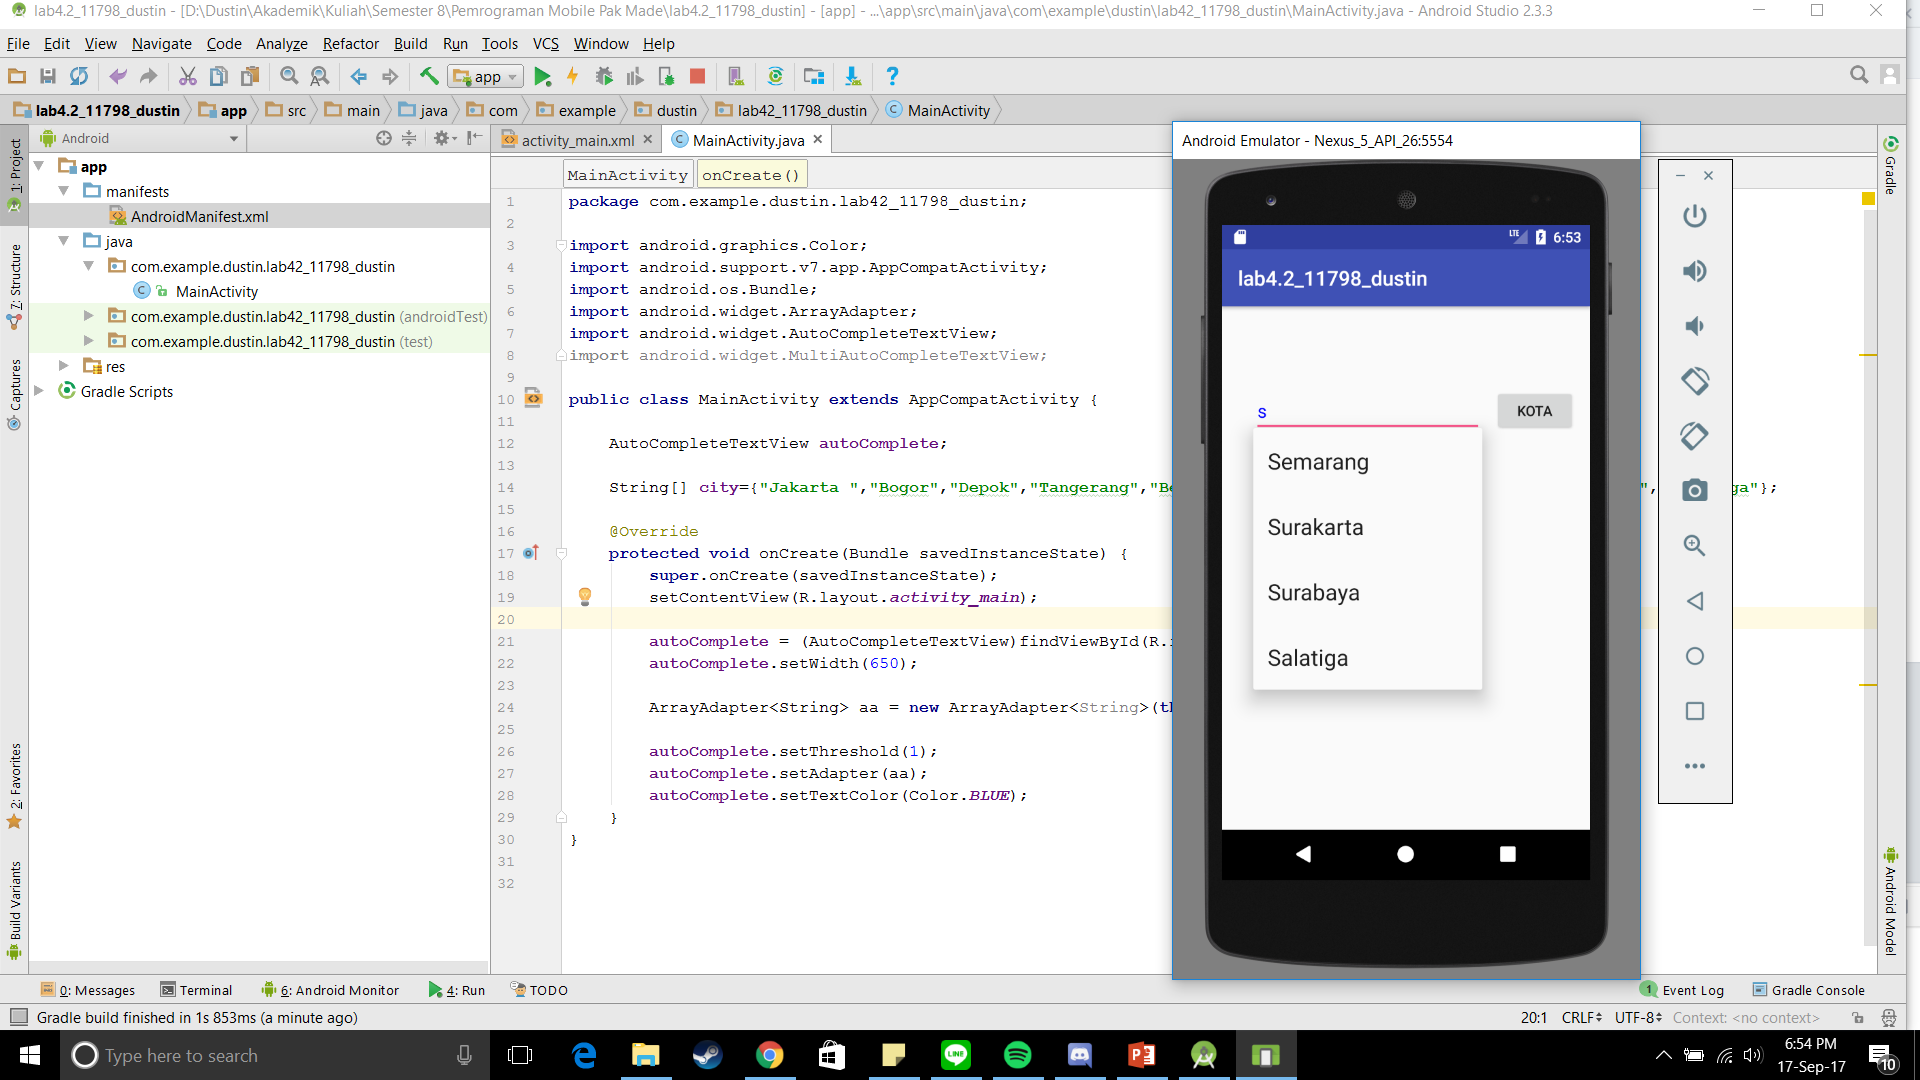 lab4.2_11798_dustin - [D:\Dustin\Akademik\Kuliah\Semester 8\Pemrograman Mobile Pak Made\lab4.2_11798_dustin] - [app] - ...\app\src\main\java\com\example\dustin\lab42_11798_dustin\MainActivity.java - Android Studio 2.3.3
File Edit View Navigate Code Analyze Refactor Build Run Tools VCS Window Help
app
lab4.2_11798_dustin app src main java com example dustin lab42_11798_dustin MainActivity
Android
activity_main.xml
MainActivity.java
1: Project
7: Structure
Captures
2: Favorites
Build Variants
app
manifests
AndroidManifest.xml
java
com.example.dustin.lab42_11798_dustin
MainActivity
com.example.dustin.lab42_11798_dustin (androidTest)
com.example.dustin.lab42_11798_dustin (test)
res
Gradle Scripts
MainActivity onCreate()
1 package com.example.dustin.lab42_11798_dustin;
2
3 import android.graphics.Color;
4 import android.support.v7.app.AppCompatActivity;
5 import android.os.Bundle;
6 import android.widget.ArrayAdapter;
7 import android.widget.AutoCompleteTextView;
8 import android.widget.MultiAutoCompleteTextView;
9
10 public class MainActivity extends AppCompatActivity {
11
12 AutoCompleteTextView autoComplete;
13
14 String[] city={"Jakarta ","Bogor","Depok","Tangerang","Be ", ga"};
15
16 @Override
17 protected void onCreate(Bundle savedInstanceState) {
18 super.onCreate(savedInstanceState);
19 setContentView(R.layout.activity_main);
20
21 autoComplete = (AutoCompleteTextView)findViewById(R.
22 autoComplete.setWidth(650);
23
24 ArrayAdapter<String> aa = new ArrayAdapter<String>(th
25
26 autoComplete.setThreshold(1);
27 autoComplete.setAdapter(aa);
28 autoComplete.setTextColor(Color.BLUE);
29 }
30 }
31
32
Android Emulator - Nexus_5_API_26:5554
LTE 6:53
lab4.2_11798_dustin
s
KOTA
Semarang
Surakarta
Surabaya
Salatiga
Gradle
Android Model
0: Messages Terminal 6: Android Monitor 4: Run TODO
1 Event Log Gradle Console
Gradle build finished in 1s 853ms (a minute ago)
20:1 CRLF UTF-8 Context: <no context>
Type here to search
6:54 PM
17-Sep-17
10